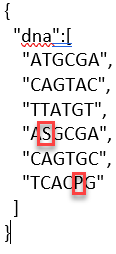 {
"dna":[
"ATGCGA",
"CAGTAC",
"TTATGT",
"ASGCGA",
"CAGTGC",
"TCACPG"
]
}